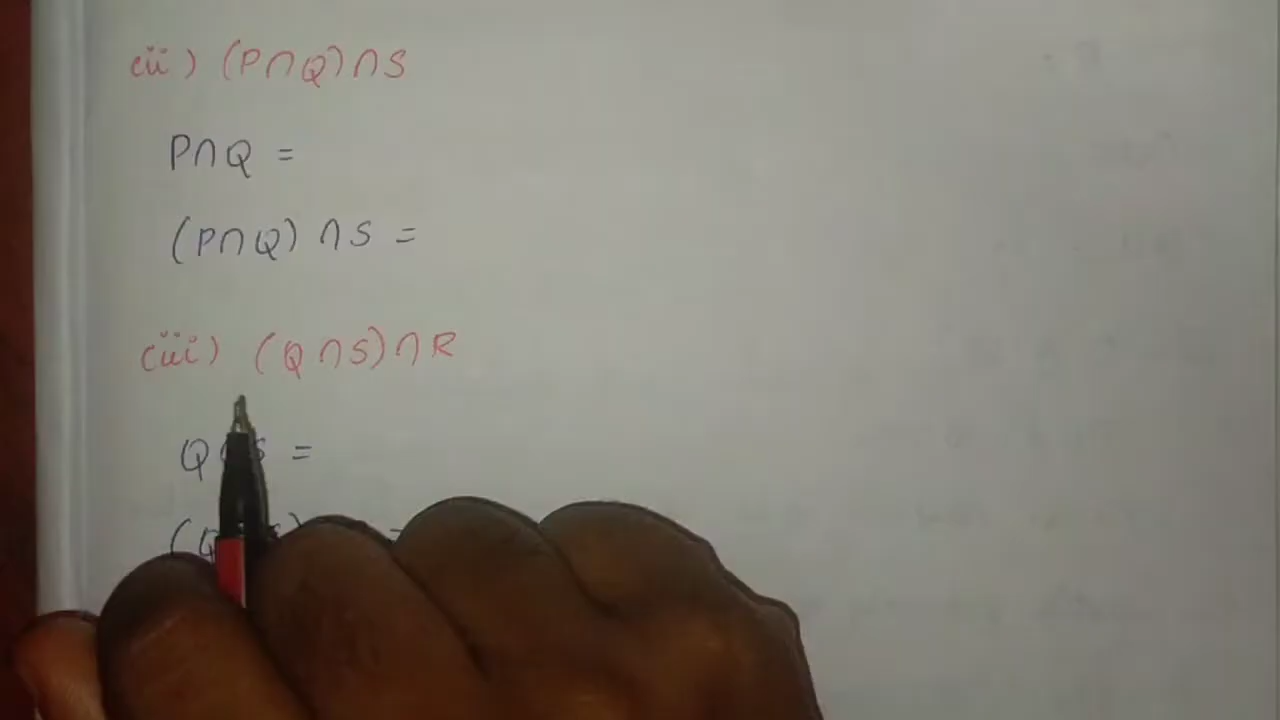 (ii) (P∩Q)∩S
P∩Q =
(P∩Q) ∩S =
(iii) (Q ∩S)∩R
Q S =
(Q )